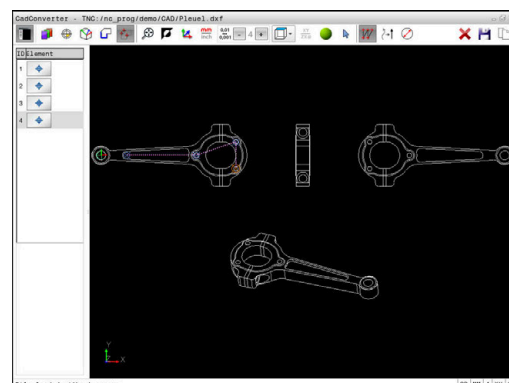 CadConverter - TNC:/nc_prog/demo/CAD/Pleuel.dxf
mm
inch
0,01
0,001
4
ID Element
1
2
3
4
Y
X